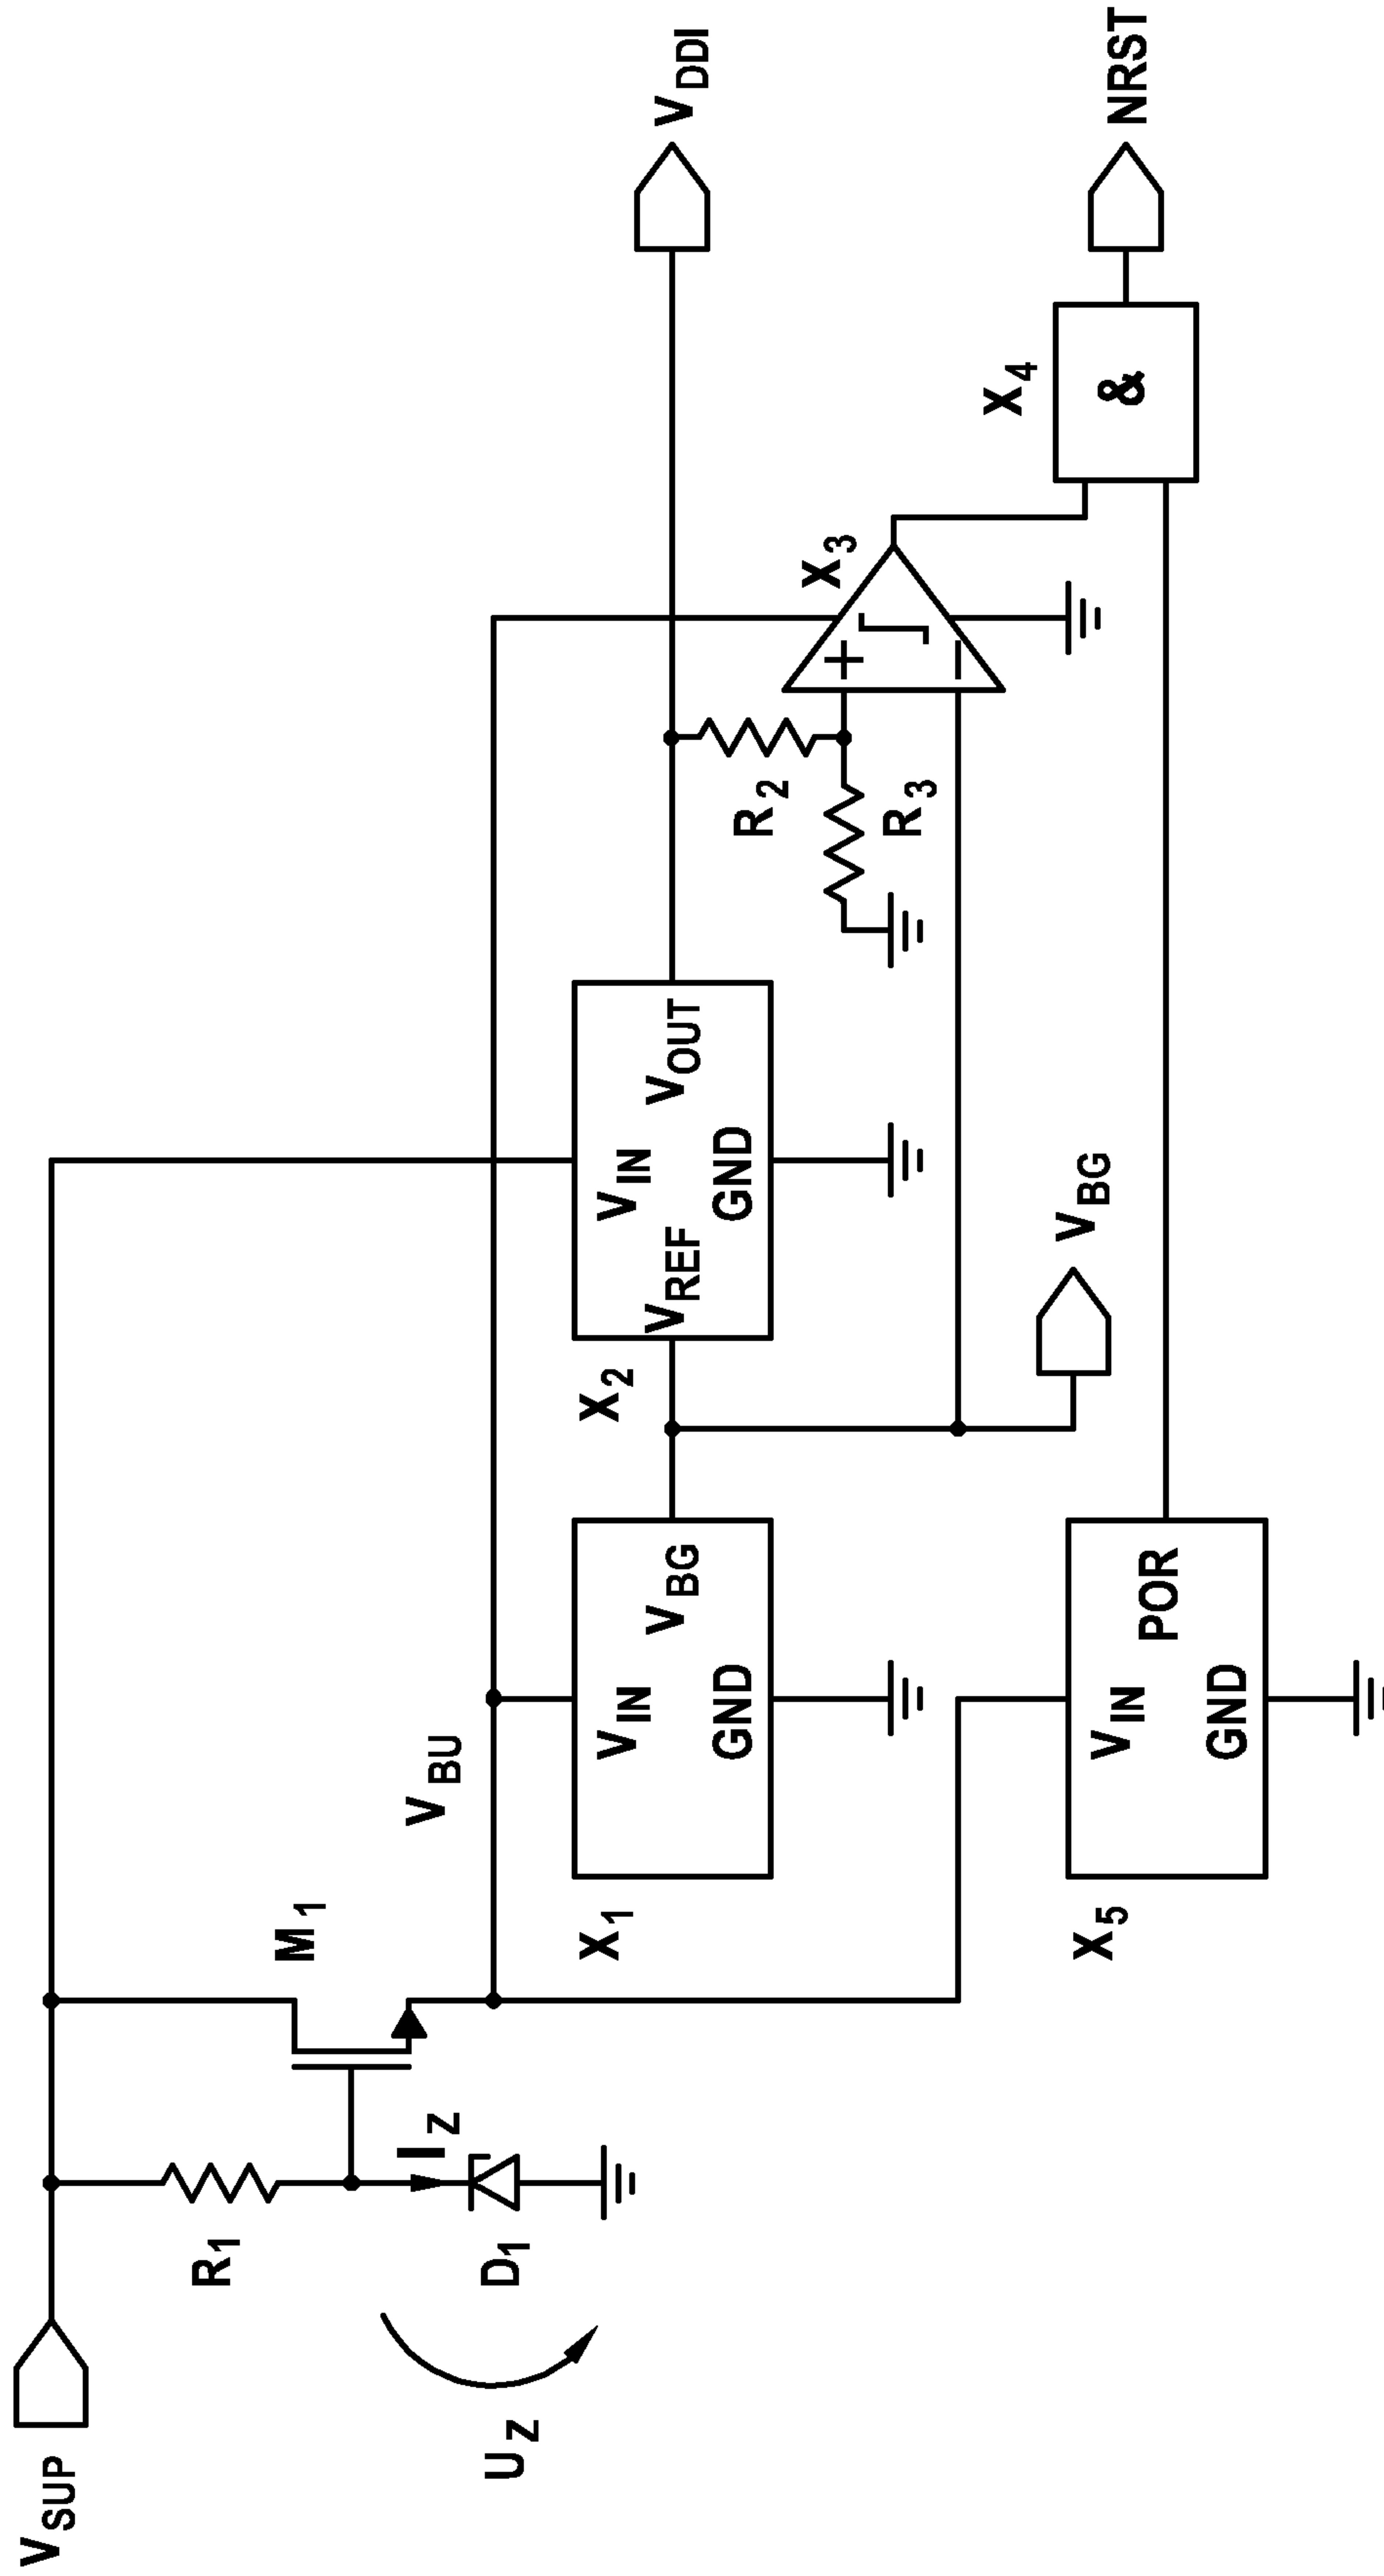 V_SUP
R_1
M_1
I_Z
D_1
U_Z
V_BU
X_1
V_IN
V_BG
GND
X_2
V_IN
V_REF
V_OUT
GND
R_2
R_3
X_3
+
−
V_DDI
V_BG
X_5
V_IN
POR
GND
X_4
&
NRST